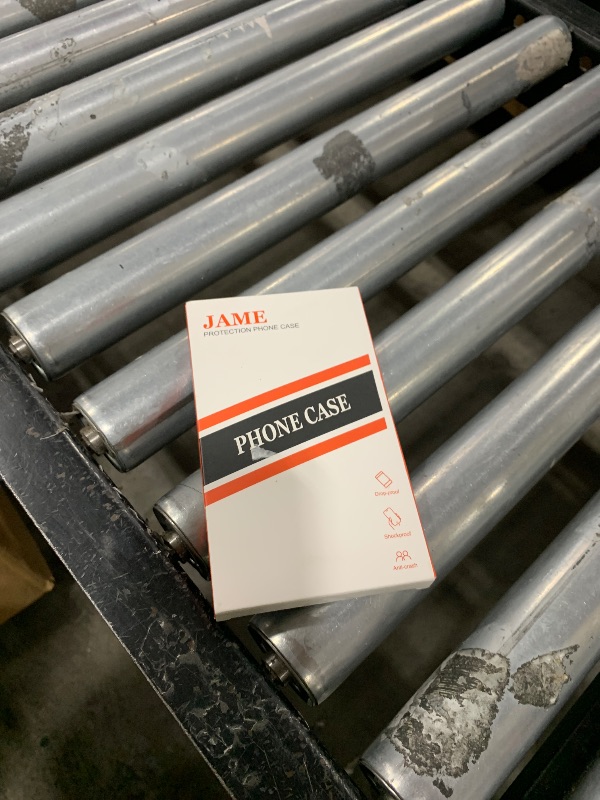 JAME
PROTECTION PHONE CASE
PHONE CASE
Drop-proof
Shockproof
Anti-crash